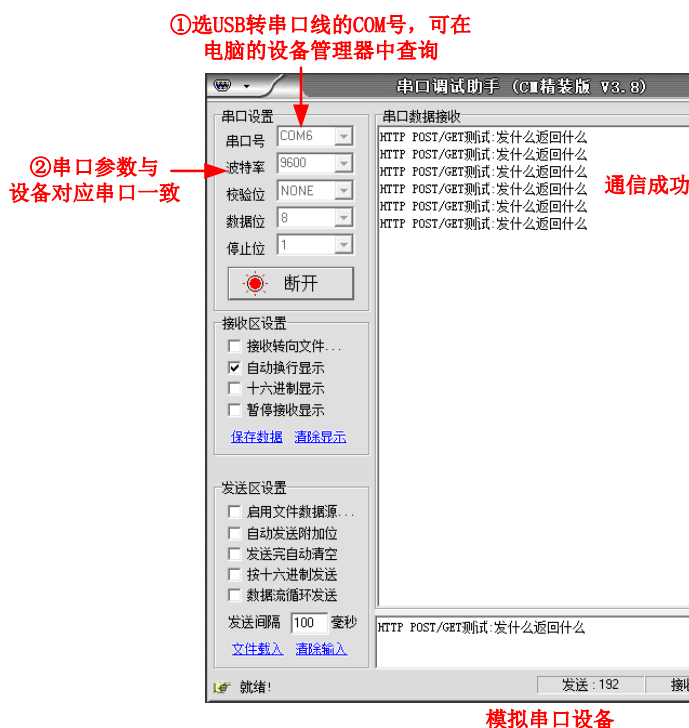 ①选USB转串口线的COM号，可在
电脑的设备管理器中查询
串口调试助手 (CM精装版 V3.8)
②串口参数与
设备对应串口一致
串口设置
串口号 COM6
波特率 9600
校验位 NONE
数据位 8
停止位 1
断开
接收区设置
接收转向文件...
自动换行显示
十六进制显示
暂停接收显示
保存数据 清除显示
发送区设置
启用文件数据源...
自动发送附加位
发送完自动清空
按十六进制发送
数据流循环发送
发送间隔 100 毫秒
文件载入 清除输入
串口数据接收
HTTP POST/GET测试:发什么返回什么
HTTP POST/GET测试:发什么返回什么
HTTP POST/GET测试:发什么返回什么
HTTP POST/GET测试:发什么返回什么
HTTP POST/GET测试:发什么返回什么
HTTP POST/GET测试:发什么返回什么
通信成功
HTTP POST/GET测试:发什么返回什么
就绪!
发送:192
接收
模拟串口设备